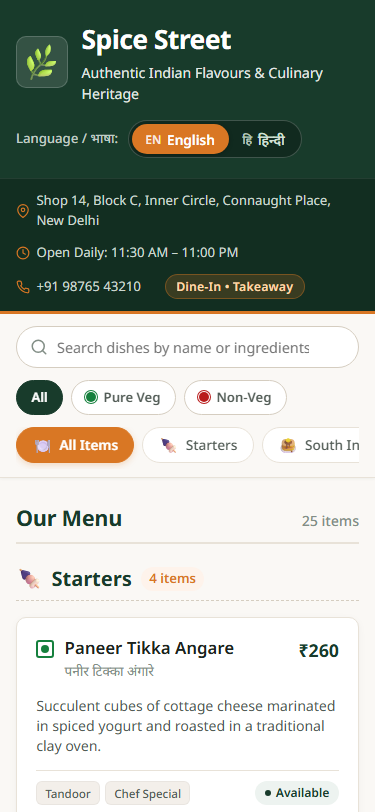 Spice Street
Authentic Indian Flavours & Culinary
Heritage
Language / भाषा:
EN English
हि हिन्दी
Shop 14, Block C, Inner Circle, Connaught Place,
New Delhi
Open Daily: 11:30 AM – 11:00 PM
+91 98765 43210
Dine-In • Takeaway
Search dishes by name or ingredients
All
Pure Veg
Non-Veg
All Items
Starters
South In
Our Menu
25 items
Starters
4 items
Paneer Tikka Angare
₹260
पनीर टिक्का अंगारे
Succulent cubes of cottage cheese marinated
in spiced yogurt and roasted in a traditional
clay oven.
Tandoor
Chef Special
Available